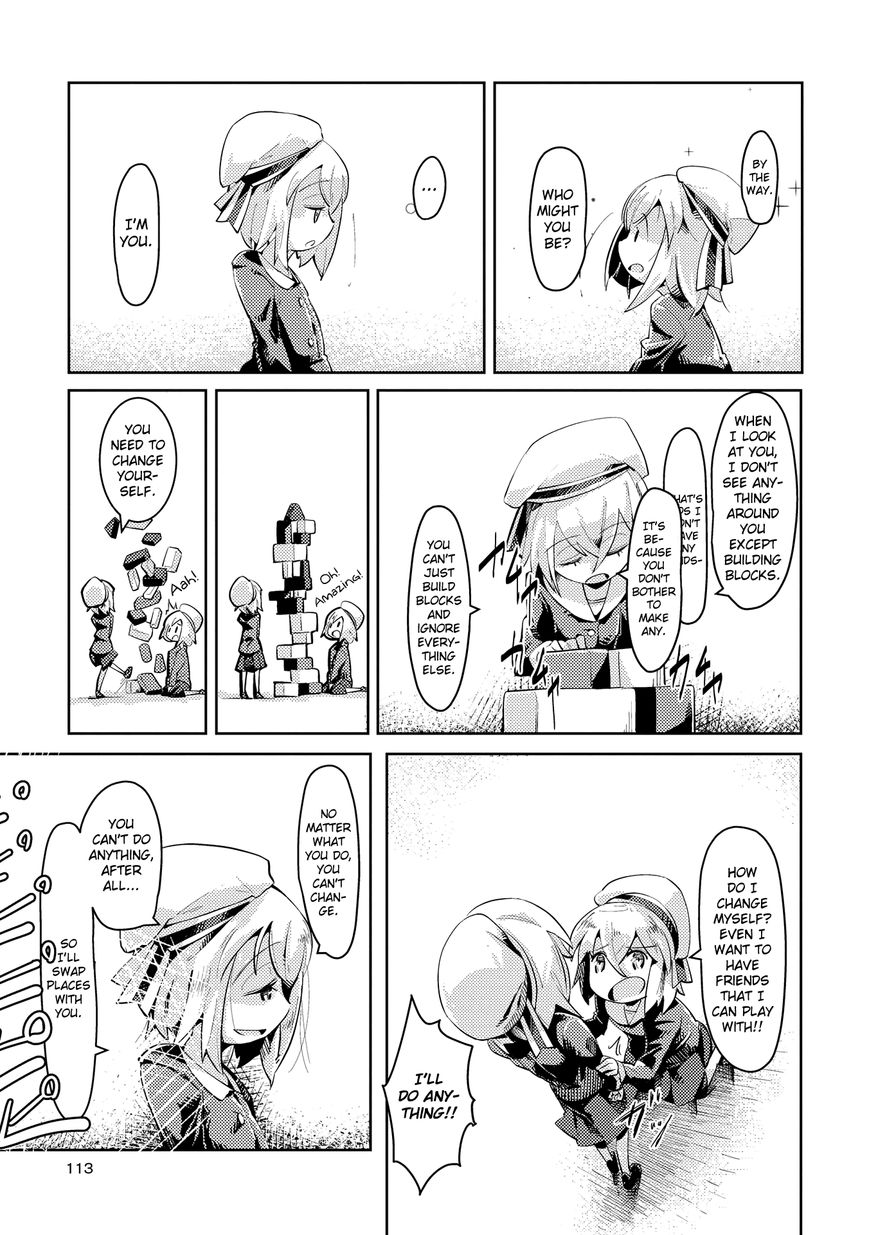 BY
THE
WAY.
WHO
MIGHT
YOU
BE?
...
I'M
YOU.
WHEN
I LOOK
AT YOU,
I DON'T
SEE ANY-
THING
AROUND
YOU
EXCEPT
BUILDING
BLOCKS.
IT'S
BE-
CAUSE
YOU
DON'T
BOTHER
TO
MAKE
ANY.
YOU
CAN'T
JUST
BUILD
BLOCKS
AND
IGNORE
EVERY-
THING
ELSE.
Oh!
Amazing!
YOU
NEED TO
CHANGE
YOUR-
SELF.
Aah!
HOW
DO I
CHANGE
MYSELF?
EVEN I
WANT TO
HAVE
FRIENDS
THAT I
CAN PLAY
WITH!!
I'LL
DO ANY-
THING!!
ガッ
NO
MATTER
WHAT
YOU DO,
YOU
CAN'T
CHAN-
GE.
YOU
CAN'T DO
ANYTHING,
AFTER
ALL...
SO
I'LL
SWAP
PLACES
WITH
YOU.
113